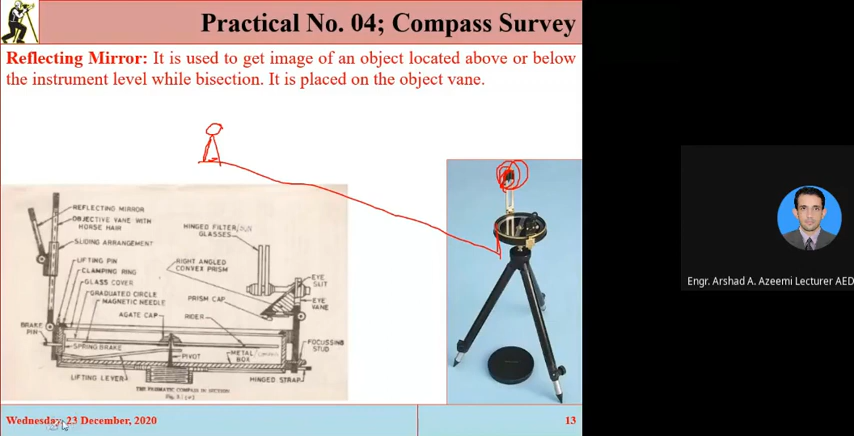 Practical No. 04; Compass Survey
Reflecting Mirror: It is used to get image of an object located above or below
the instrument level while bisection. It is placed on the object vane.
REFLECTING MIRROR
OBJECTIVE VANE WITH
HORSE HAIR
SLIDING ARRANGEMENT
LIFTING PIN
CLAMPING RING
GLASS COVER
GRADUATED CIRCLE
MAGNETIC NEEDLE
AGATE CAP
BRAKE
PIN
SPRING BRAKE
LIFTING LEVER
HINGED FILTER/SUN
GLASSES
RIGHT ANGLED
CONVEX PRISM
PRISM CAP
RIDER
PIVOT
METAL
BOX
EYE
SLIT
EYE
VANE
FOCUSSING
STUD
HINGED STRAP
THE PRISMATIC COMPASS IN SECTION
Engr. Arshad A. Azeemi Lecturer AED
Wednesday, 23 December, 2020
13